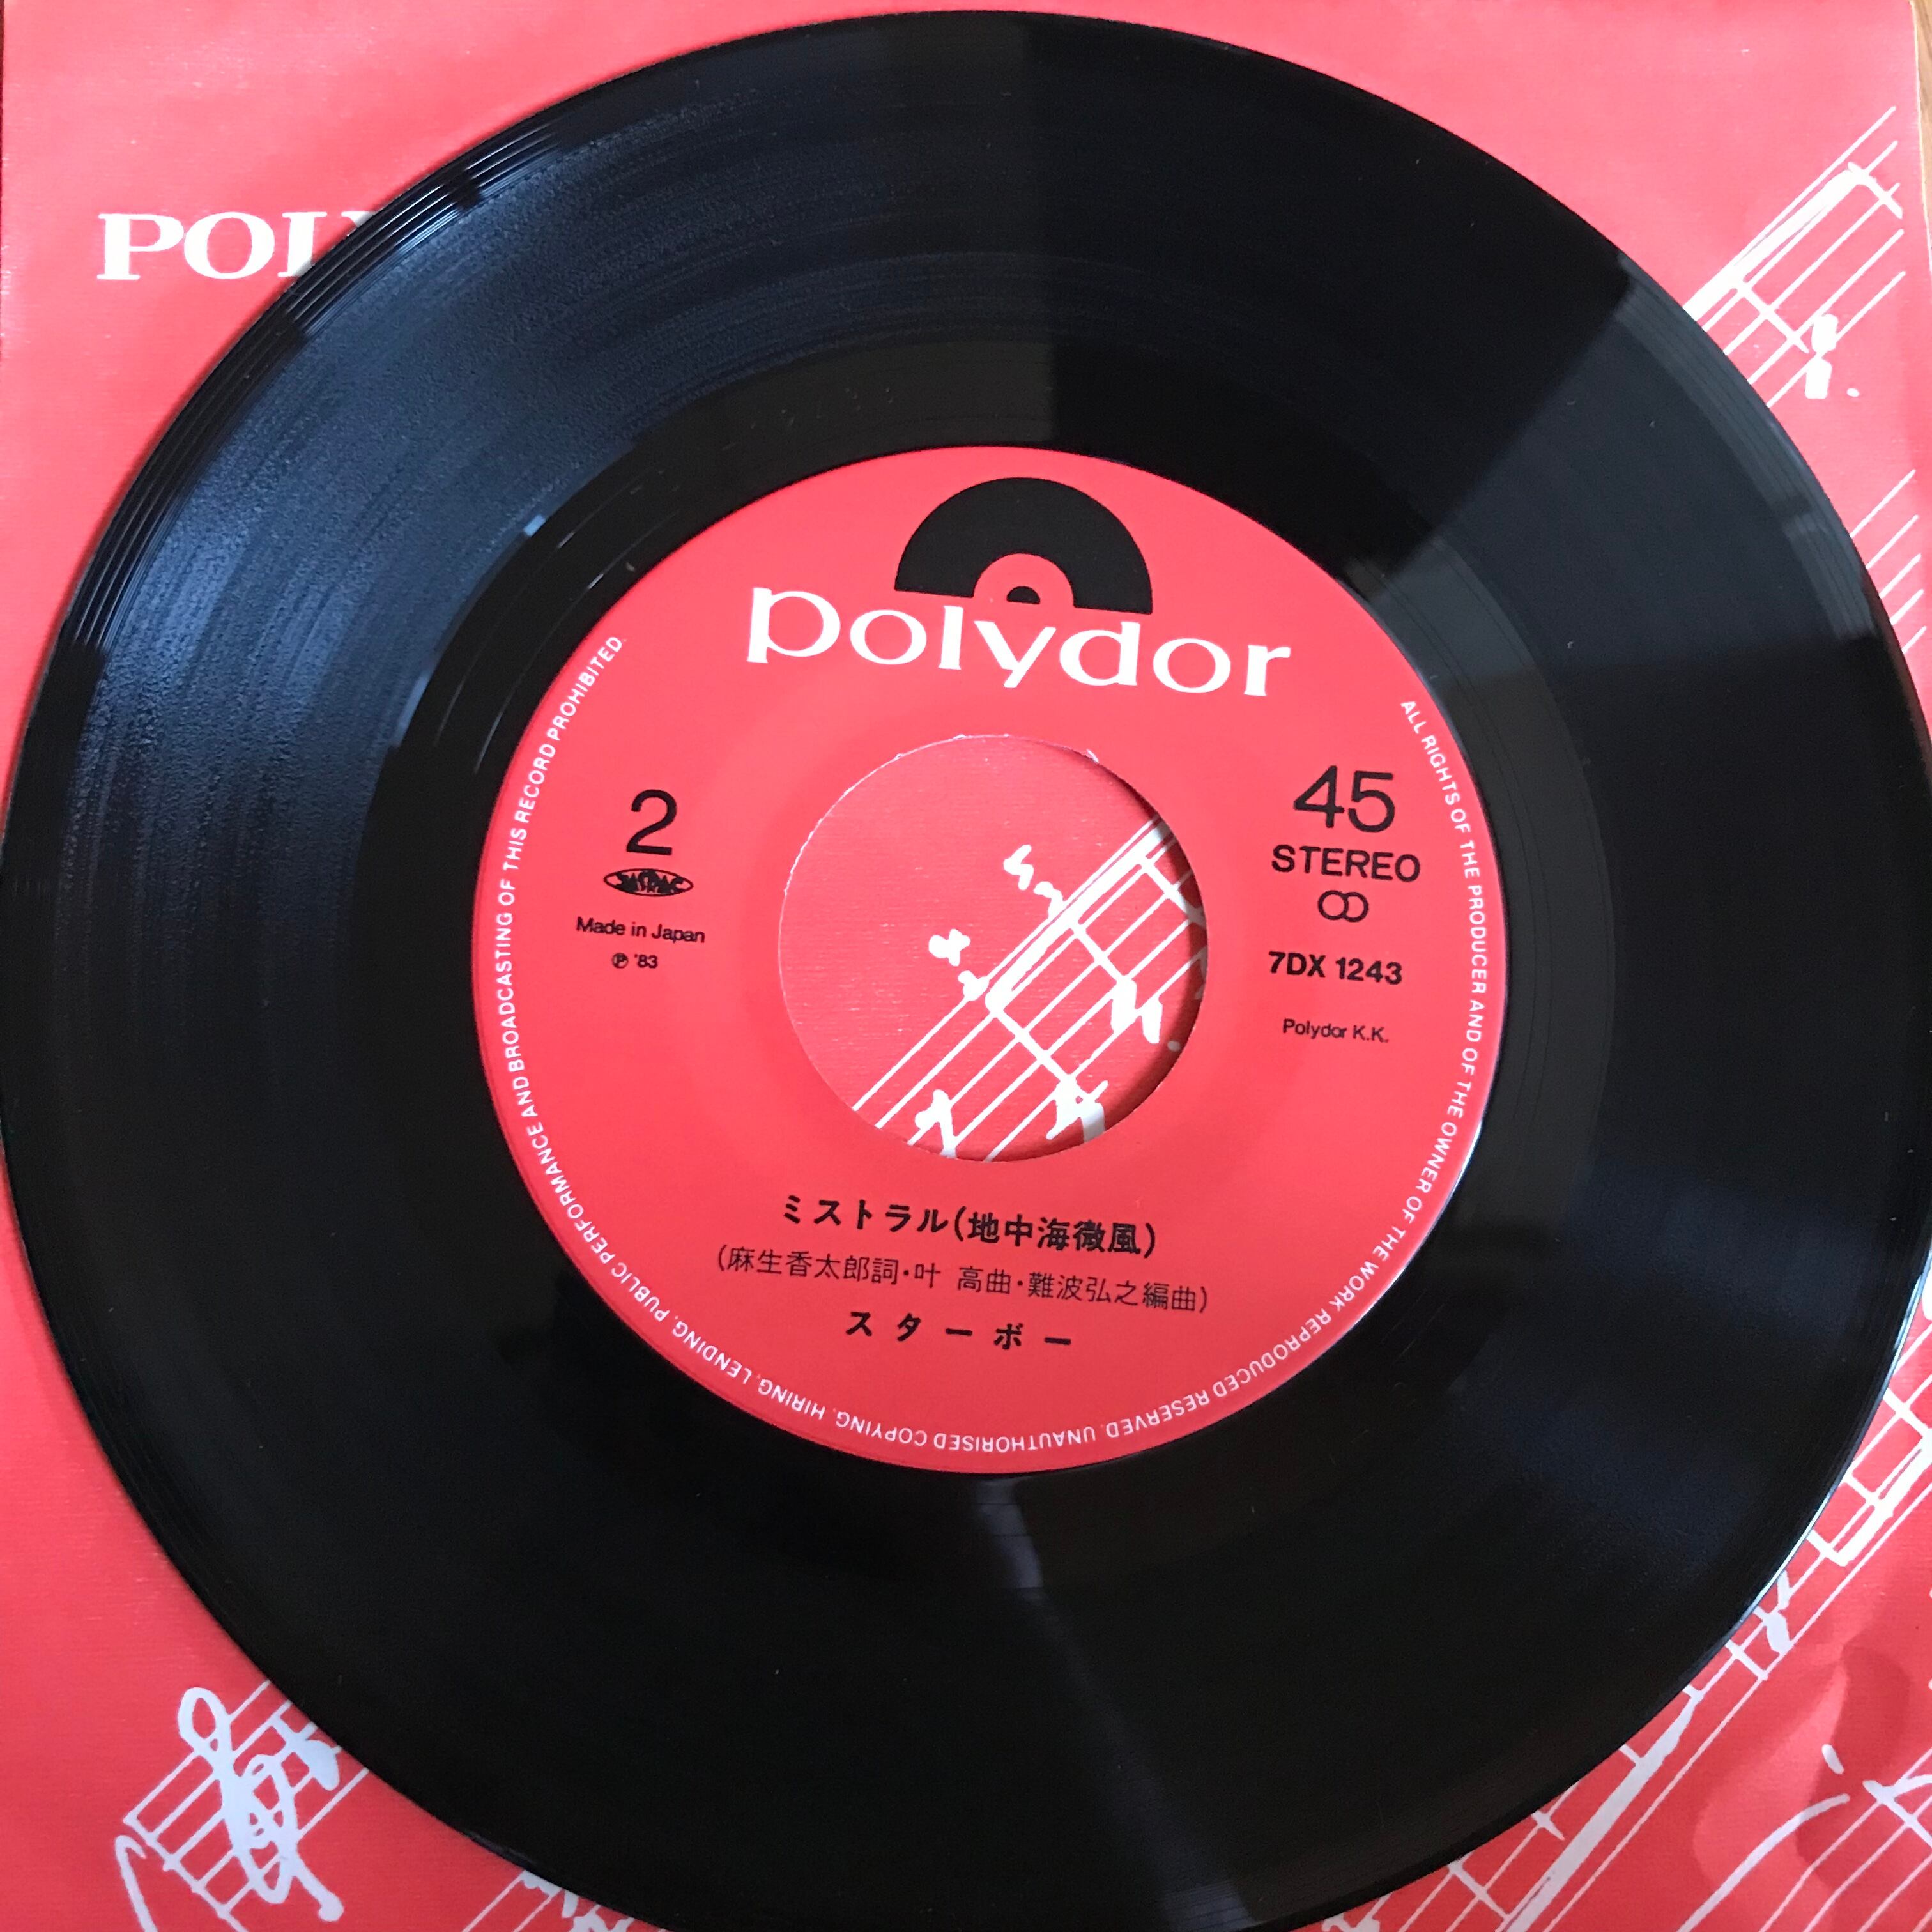 POLY
polydor
2
JASRAC
Made in Japan
Ⓟ '83
45
STEREO
7DX 1243
Polydor K.K.
ミストラル(地中海微風)
(麻生香太郎詞・叶 高曲・難波弘之編曲)
スターボー
ALL RIGHTS OF THE PRODUCER AND OF THE OWNER OF THE WORK REPRODUCED RESERVED. UNAUTHORISED COPYING, HIRING, LENDING, PUBLIC PERFORMANCE AND BROADCASTING OF THIS RECORD PROHIBITED.